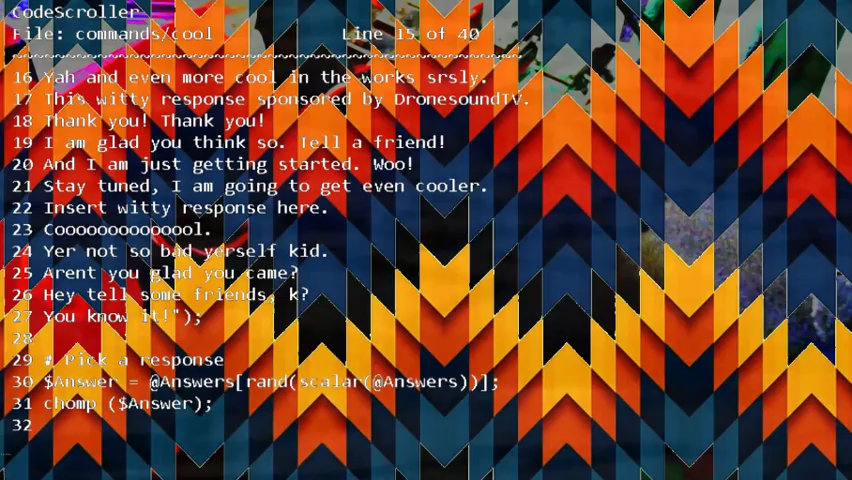 CodeScroller
File: commands/cool Line 15 of 40
16 Yah and even more cool in the works srsly.
17 This witty response sponsored by DronesoundTV.
18 Thank you! Thank you!
19 I am glad you think so. Tell a friend!
20 And I am just getting started. Woo!
21 Stay tuned, I am going to get even cooler.
22 Insert witty response here.
23 Cooooooooooooool.
24 Yer not so bad yerself kid.
25 Arent you glad you came?
26 Hey tell some friends, k?
27 You know it!");
28
29 # Pick a response
30 $Answer = @Answers[rand(scalar(@Answers))];
31 chomp ($Answer);
32